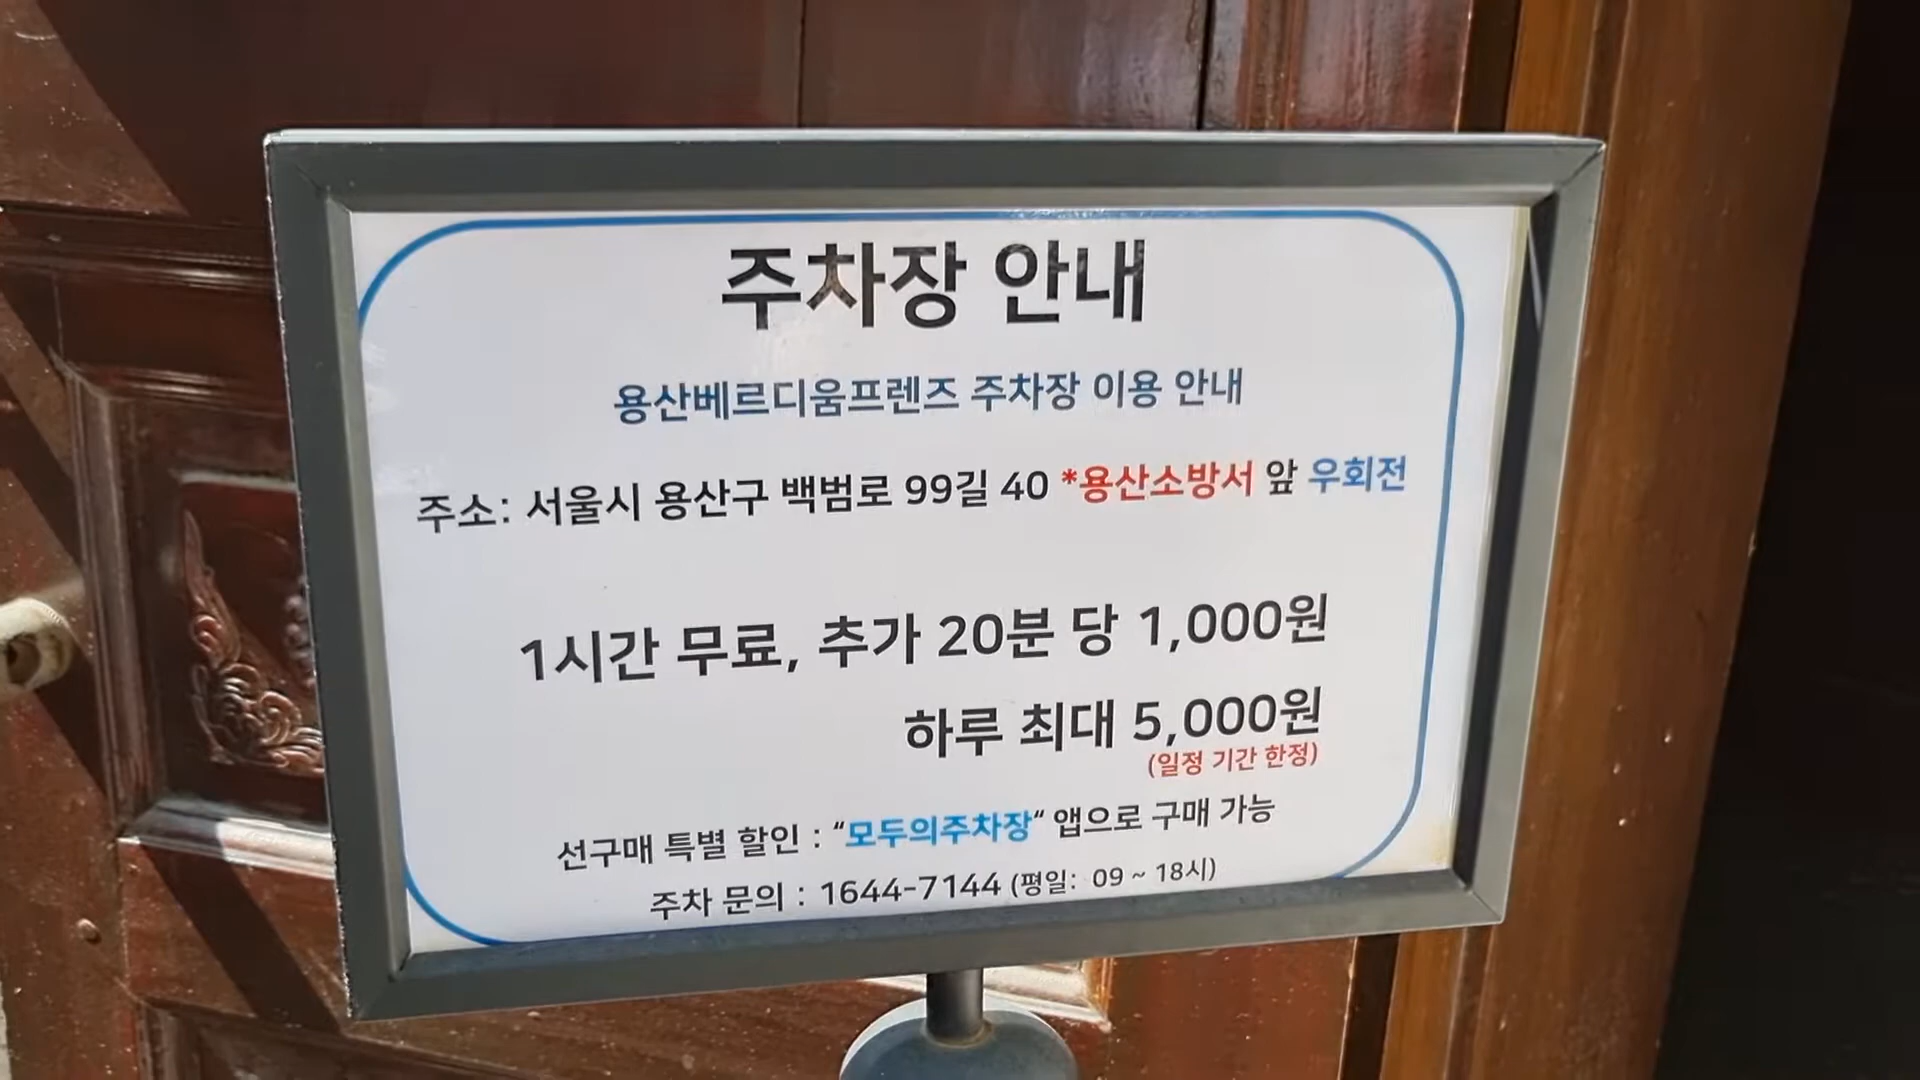 주차장 안내
용산베르디움프렌즈 주차장 이용 안내
주소: 서울시 용산구 백범로 99길 40 *용산소방서 앞 우회전
1시간 무료, 추가 20분 당 1,000원
하루 최대 5,000원
(일정 기간 한정)
선구매 특별 할인 : “모두의주차장“ 앱으로 구매 가능
주차 문의 : 1644-7144 (평일: 09 ~ 18시)